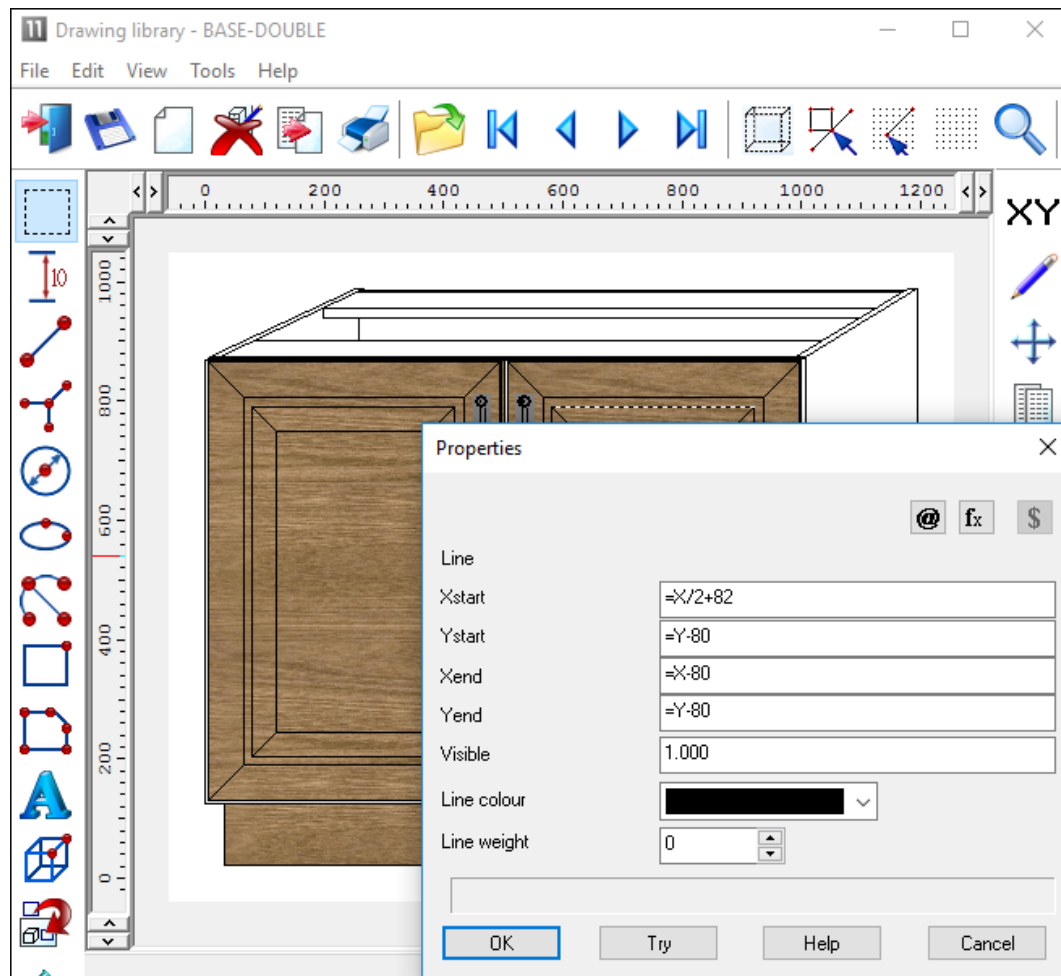 11 Drawing library - BASE-DOUBLE
File Edit View Tools Help
0 200 400 600 800 1000 1200
XY
10
1000
800
600
400
200
0
A
Properties
@ fx $
Line
Xstart =X/2+82
Ystart =Y-80
Xend =X-80
Yend =Y-80
Visible 1.000
Line colour
Line weight 0
OK Try Help Cancel